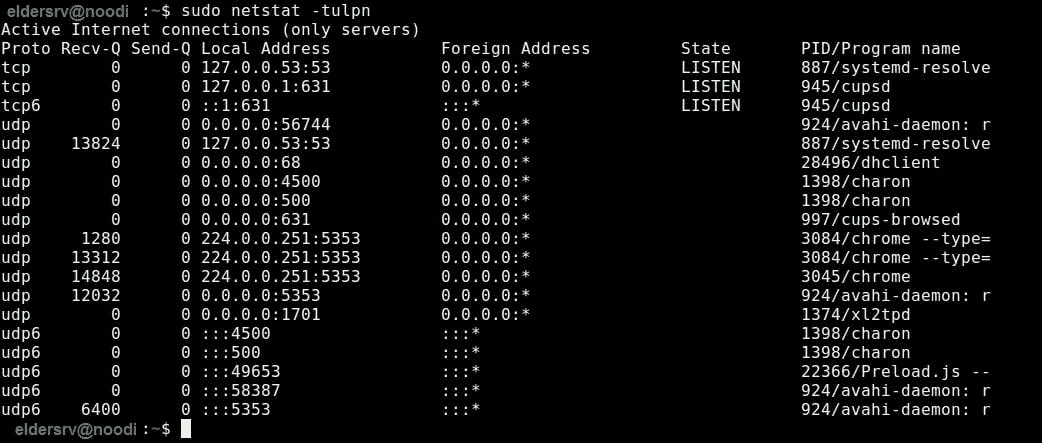 eldersrv@noodi :~$ sudo netstat -tulpn
Active Internet connections (only servers)
Proto Recv-Q Send-Q Local Address           Foreign Address         State       PID/Program name
tcp        0      0 127.0.0.53:53           0.0.0.0:*               LISTEN      887/systemd-resolve
tcp        0      0 127.0.0.1:631           0.0.0.0:*               LISTEN      945/cupsd
tcp6       0      0 ::1:631                 :::*                    LISTEN      945/cupsd
udp        0      0 0.0.0.0:56744           0.0.0.0:*                           924/avahi-daemon: r
udp    13824      0 127.0.0.53:53           0.0.0.0:*                           887/systemd-resolve
udp        0      0 0.0.0.0:68              0.0.0.0:*                           28496/dhclient
udp        0      0 0.0.0.0:4500            0.0.0.0:*                           1398/charon
udp        0      0 0.0.0.0:500             0.0.0.0:*                           1398/charon
udp        0      0 0.0.0.0:631             0.0.0.0:*                           997/cups-browsed
udp     1280      0 224.0.0.251:5353        0.0.0.0:*                           3084/chrome --type=
udp    13312      0 224.0.0.251:5353        0.0.0.0:*                           3084/chrome --type=
udp    14848      0 224.0.0.251:5353        0.0.0.0:*                           3045/chrome
udp    12032      0 0.0.0.0:5353            0.0.0.0:*                           924/avahi-daemon: r
udp        0      0 0.0.0.0:1701            0.0.0.0:*                           1374/xl2tpd
udp6       0      0 :::4500                 :::*                                1398/charon
udp6       0      0 :::500                  :::*                                1398/charon
udp6       0      0 :::49653                :::*                                22366/Preload.js --
udp6       0      0 :::58387                :::*                                924/avahi-daemon: r
udp6    6400      0 :::5353                 :::*                                924/avahi-daemon: r
eldersrv@noodi :~$